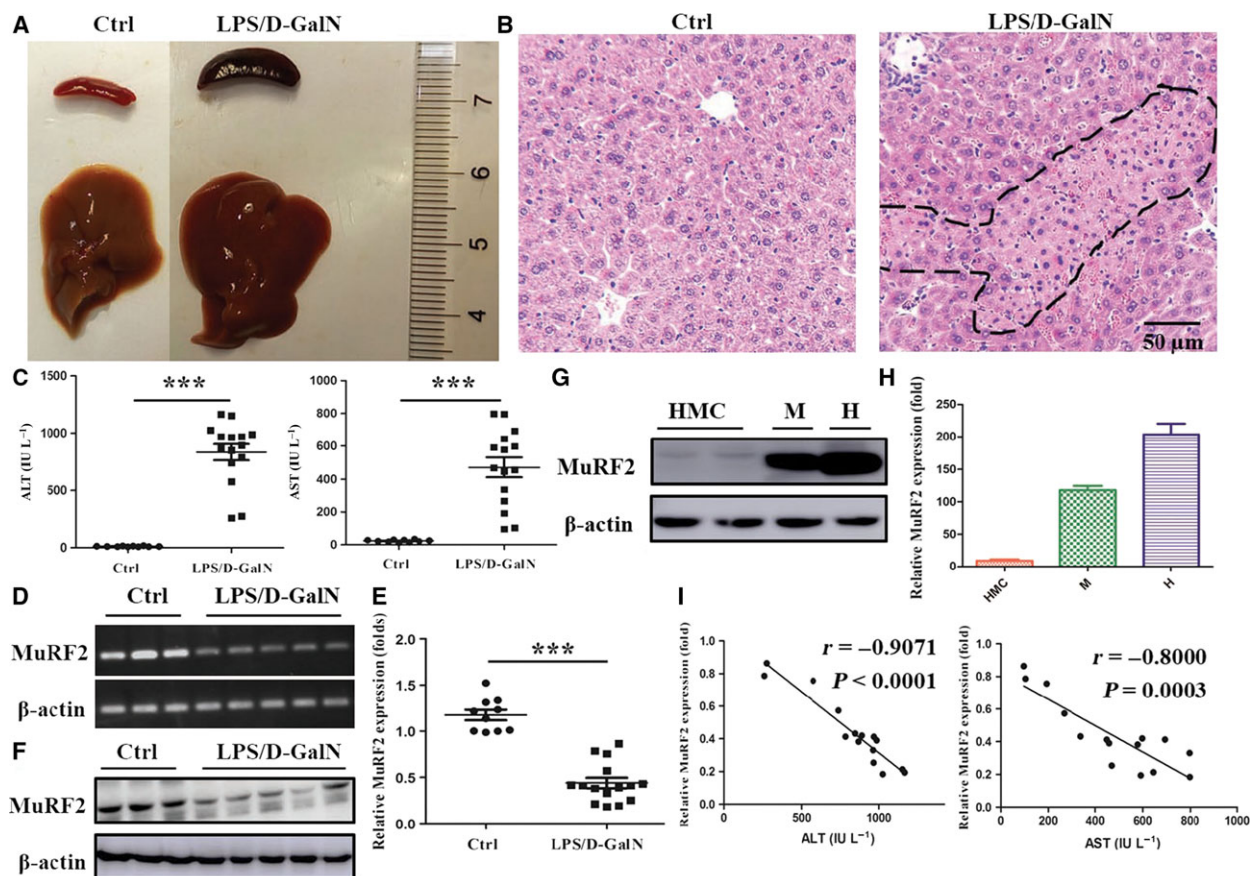 A
Ctrl
LPS/D-GalN
7
6
5
4
B
Ctrl
LPS/D-GalN
50 µm
C
ALT (IU L⁻¹)
1500
1000
500
0
Ctrl
LPS/D-GalN
***
AST (IU L⁻¹)
1000
800
600
400
200
0
Ctrl
LPS/D-GalN
***
G
HMC
M
H
MuRF2
β-actin
H
Relative MuRF2 expression (fold)
250
200
150
100
50
0
HMC
M
H
D
Ctrl
LPS/D-GalN
MuRF2
β-actin
E
Relative MuRF2 expression (folds)
2.0
1.5
1.0
0.5
0.0
Ctrl
LPS/D-GalN
***
F
Ctrl
LPS/D-GalN
MuRF2
β-actin
I
Relative MuRF2 expression (fold)
1.0
0.8
0.6
0.4
0.2
0.0
0
500
1000
ALT (IU L⁻¹)
r = –0.9071
P < 0.0001
Relative MuRF2 expression (fold)
1.0
0.8
0.6
0.4
0.2
0.0
0
200
400
600
800
1000
AST (IU L⁻¹)
r = –0.8000
P = 0.0003